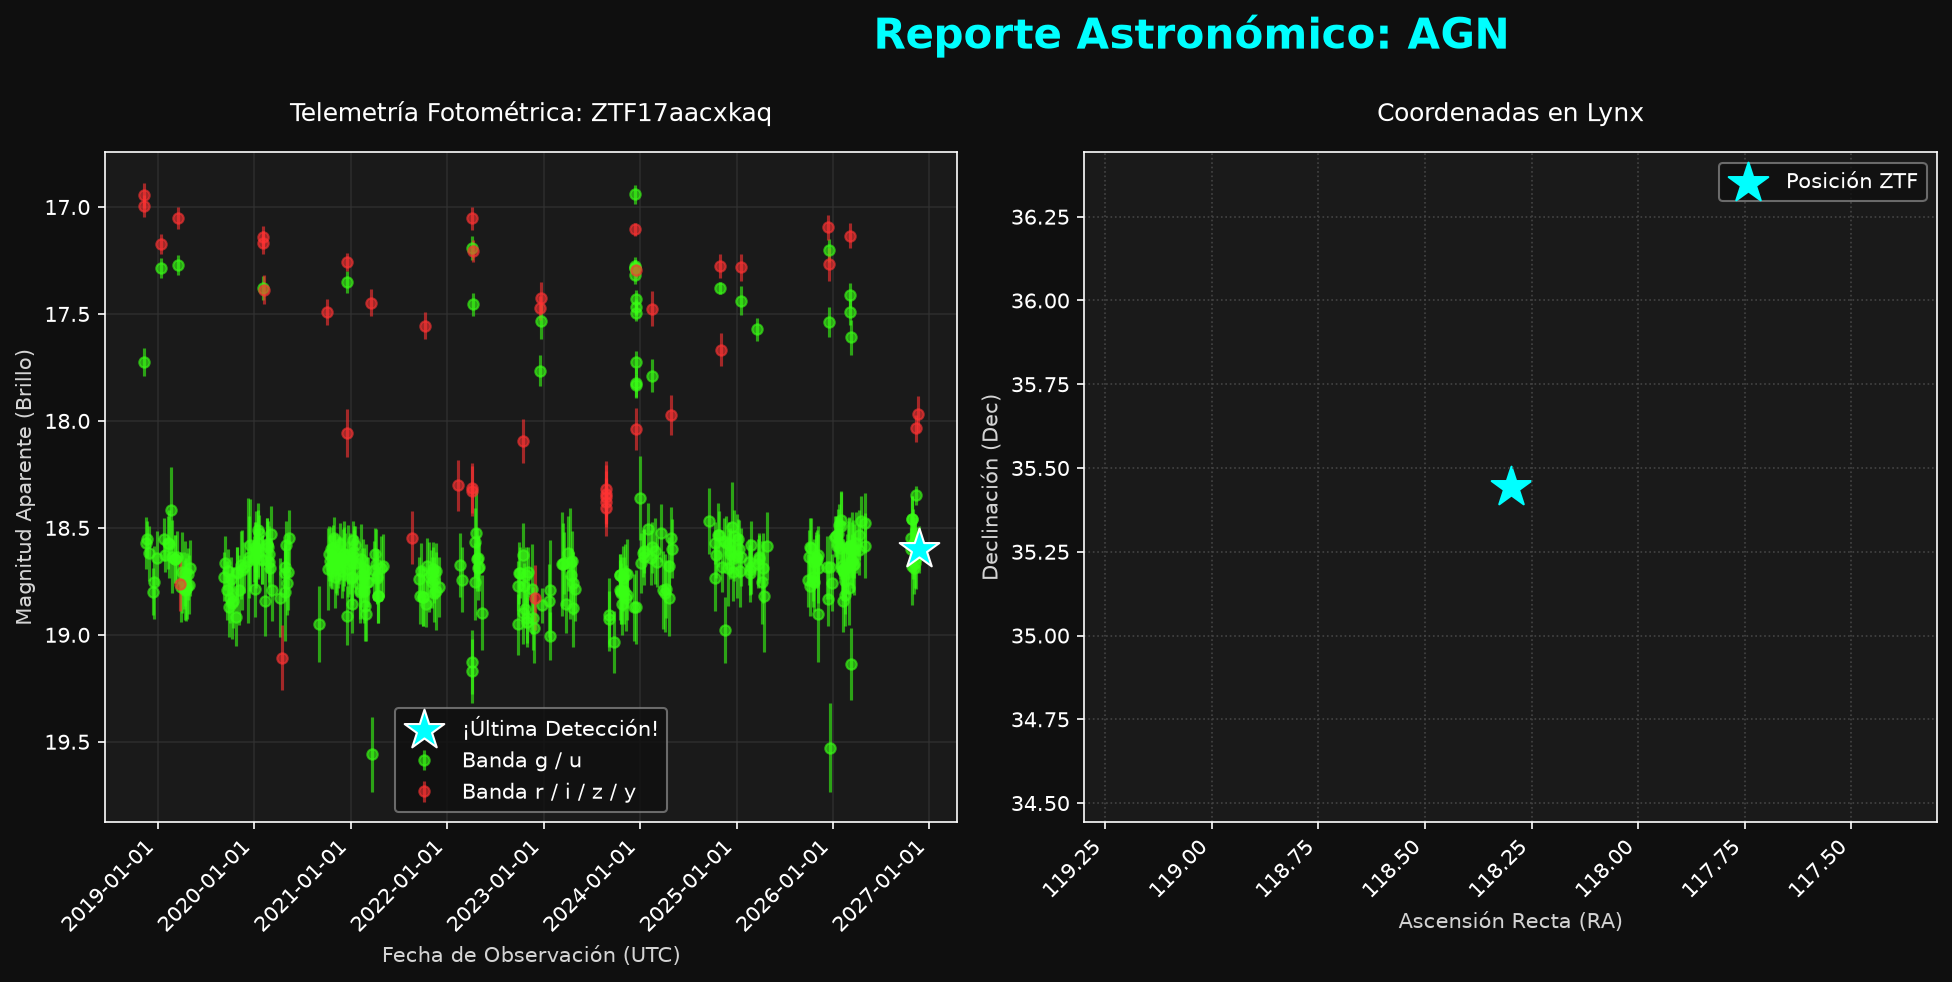 Reporte Astronómico: AGN
Telemetría Fotométrica: ZTF17aacxkaq
Magnitud Aparente (Brillo)
17.0
17.5
18.0
18.5
19.0
19.5
¡Última Detección!
Banda g / u
Banda r / i / z / y
2019-01-01
2020-01-01
2021-01-01
2022-01-01
2023-01-01
2024-01-01
2025-01-01
2026-01-01
2027-01-01
Fecha de Observación (UTC)
Coordenadas en Lynx
Posición ZTF
Declinación (Dec)
36.25
36.00
35.75
35.50
35.25
35.00
34.75
34.50
119.25
119.00
118.75
118.50
118.25
118.00
117.75
117.50
Ascensión Recta (RA)